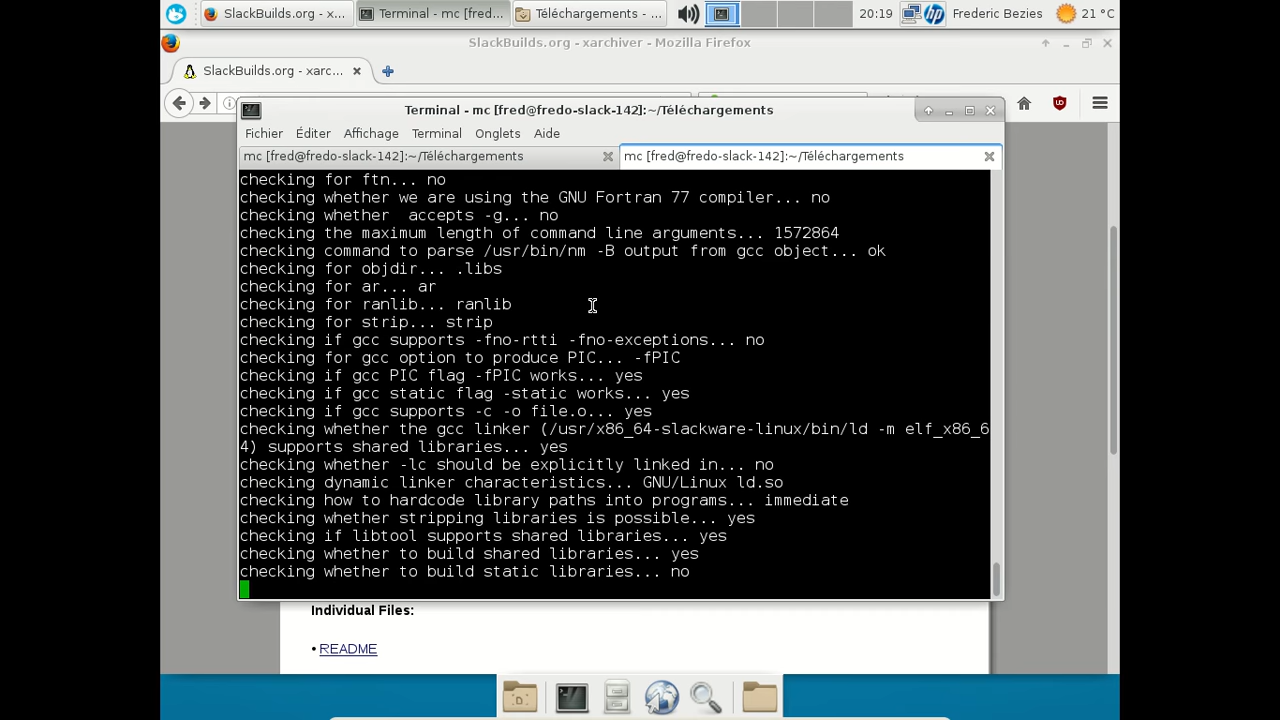 SlackBuilds.org - x...
Terminal - mc [fred...
Téléchargements - ...
20:19
Frederic Bezies
21 °C
SlackBuilds.org - xarchiver - Mozilla Firefox
SlackBuilds.org - xarc...
Terminal - mc [fred@fredo-slack-142]:~/Téléchargements
Fichier Éditer Affichage Terminal Onglets Aide
mc [fred@fredo-slack-142]:~/Téléchargements
mc [fred@fredo-slack-142]:~/Téléchargements
checking for ftn... no
checking whether we are using the GNU Fortran 77 compiler... no
checking whether  accepts -g... no
checking the maximum length of command line arguments... 1572864
checking command to parse /usr/bin/nm -B output from gcc object... ok
checking for objdir... .libs
checking for ar... ar
checking for ranlib... ranlib
checking for strip... strip
checking if gcc supports -fno-rtti -fno-exceptions... no
checking for gcc option to produce PIC... -fPIC
checking if gcc PIC flag -fPIC works... yes
checking if gcc static flag -static works... yes
checking if gcc supports -c -o file.o... yes
checking whether the gcc linker (/usr/x86_64-slackware-linux/bin/ld -m elf_x86_6
4) supports shared libraries... yes
checking whether -lc should be explicitly linked in... no
checking dynamic linker characteristics... GNU/Linux ld.so
checking how to hardcode library paths into programs... immediate
checking whether stripping libraries is possible... yes
checking if libtool supports shared libraries... yes
checking whether to build shared libraries... yes
checking whether to build static libraries... no
Individual Files:
• README